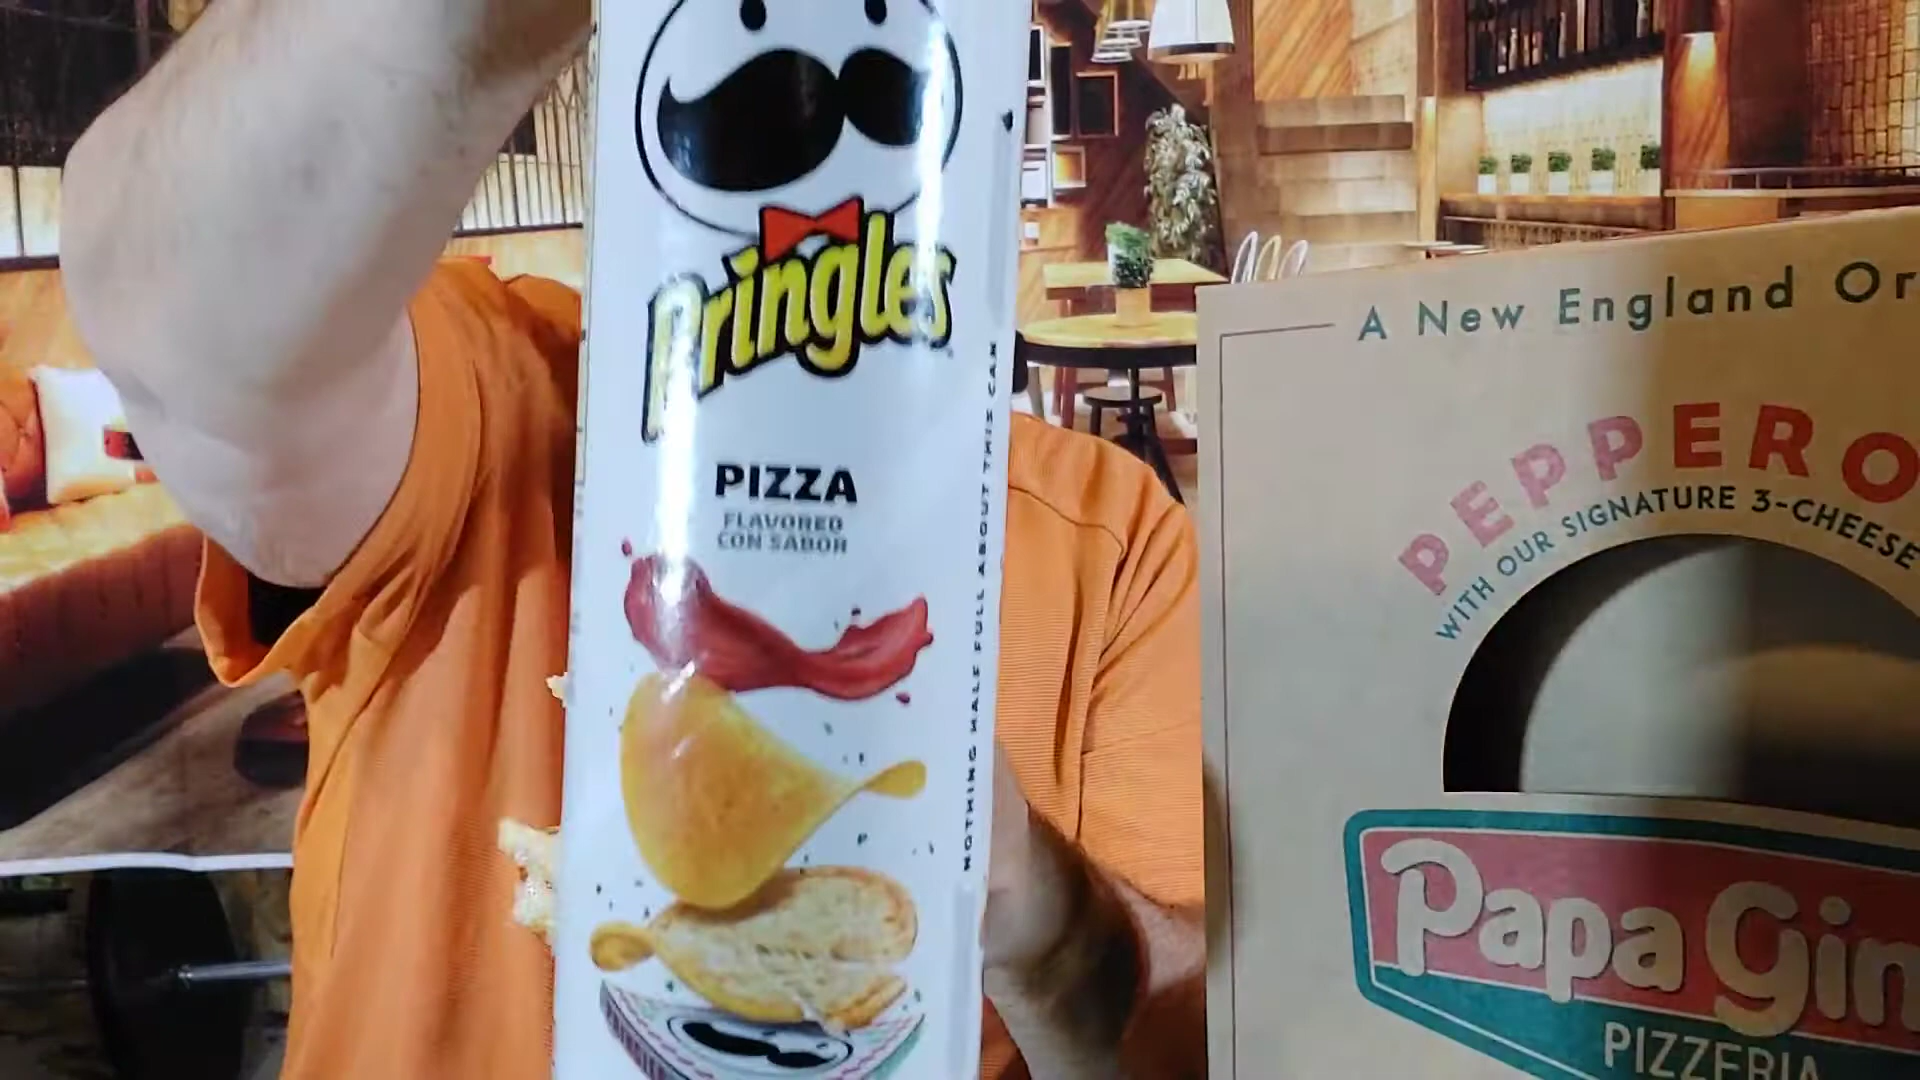 Pringles
PIZZA
FLAVORED
CON SABOR
NOTHING HALF FULL ABOUT THIS CAN
A New England Or
PEPPERO
WITH OUR SIGNATURE 3-CHEESE
Papa Gin
PIZZERIA